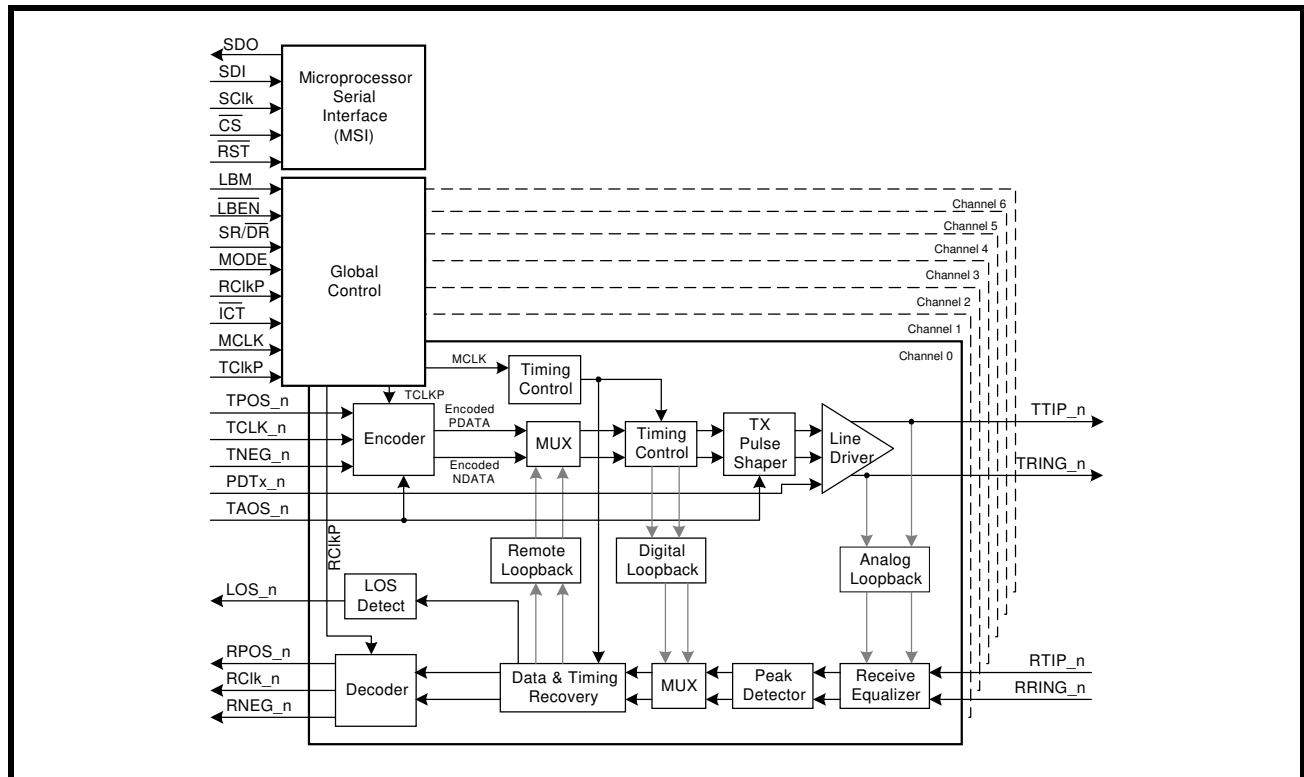 SDO
SDI
SClk
CS
RST
Microprocessor
Serial
Interface
(MSI)
LBM
LBEN
SR/DR
MODE
RClkP
ICT
MCLK
TClkP
Global
Control
Channel 6
Channel 5
Channel 4
Channel 3
Channel 2
Channel 1
Channel 0
MCLK
Timing
Control
TCLKP
TPOS_n
TCLK_n
TNEG_n
PDTx_n
TAOS_n
Encoder
Encoded
PDATA
Encoded
NDATA
MUX
Timing
Control
TX
Pulse
Shaper
Line
Driver
TTIP_n
TRING_n
RClkP
Remote
Loopback
Digital
Loopback
Analog
Loopback
LOS_n
LOS
Detect
RPOS_n
RClk_n
RNEG_n
Decoder
Data & Timing
Recovery
MUX
Peak
Detector
Receive
Equalizer
RTIP_n
RRING_n